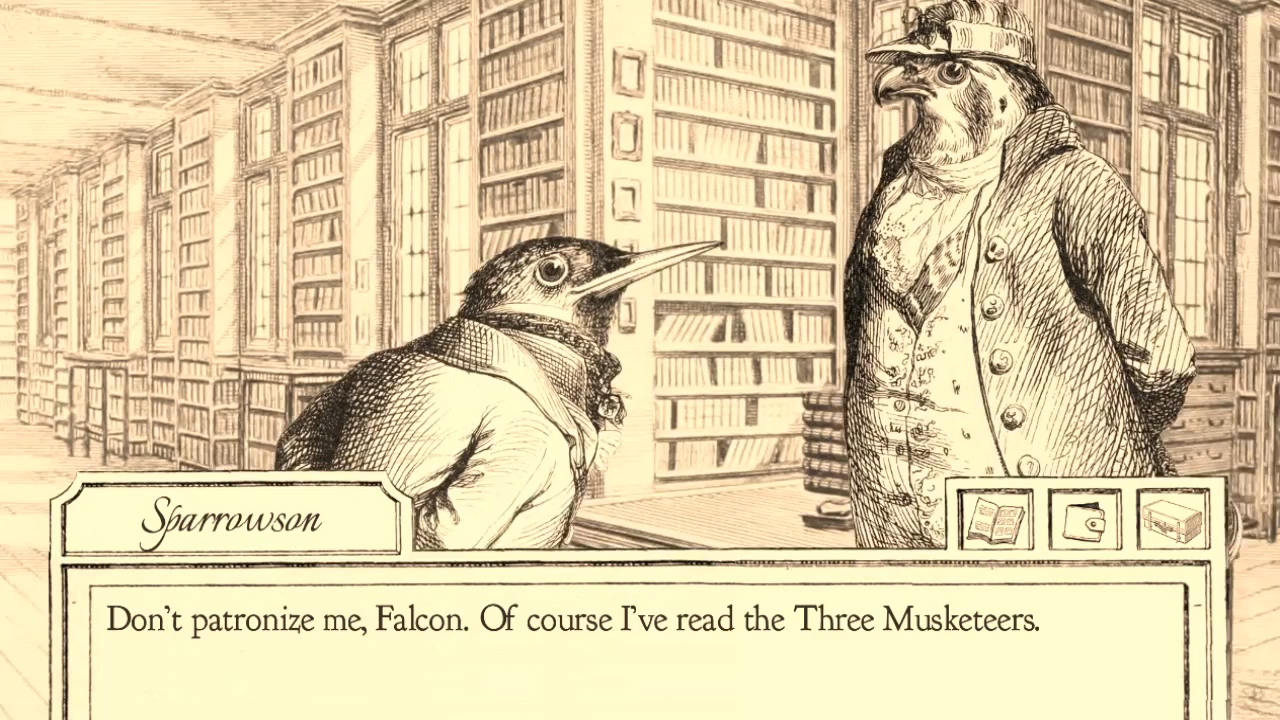 Sparrowson
Don't patronize me, Falcon. Of course I've read the Three Musketeers.